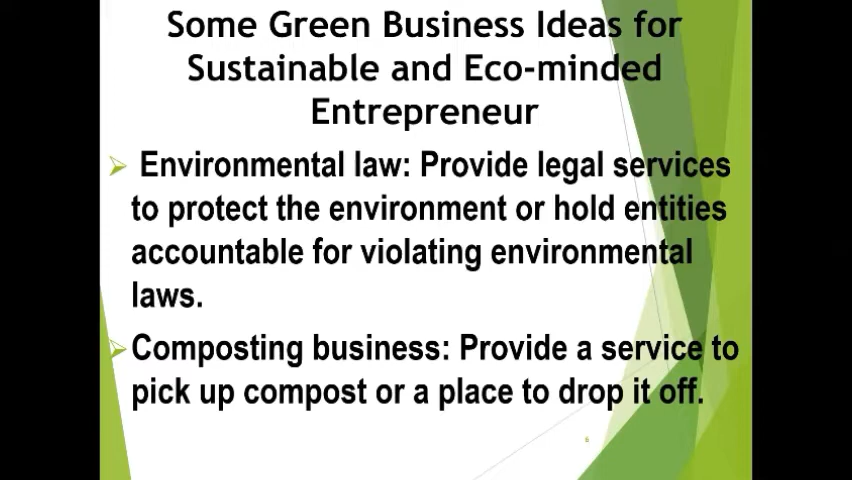 Some Green Business Ideas for
Sustainable and Eco-minded
Entrepreneur
Environmental law: Provide legal services
to protect the environment or hold entities
accountable for violating environmental
laws.
Composting business: Provide a service to
pick up compost or a place to drop it off.